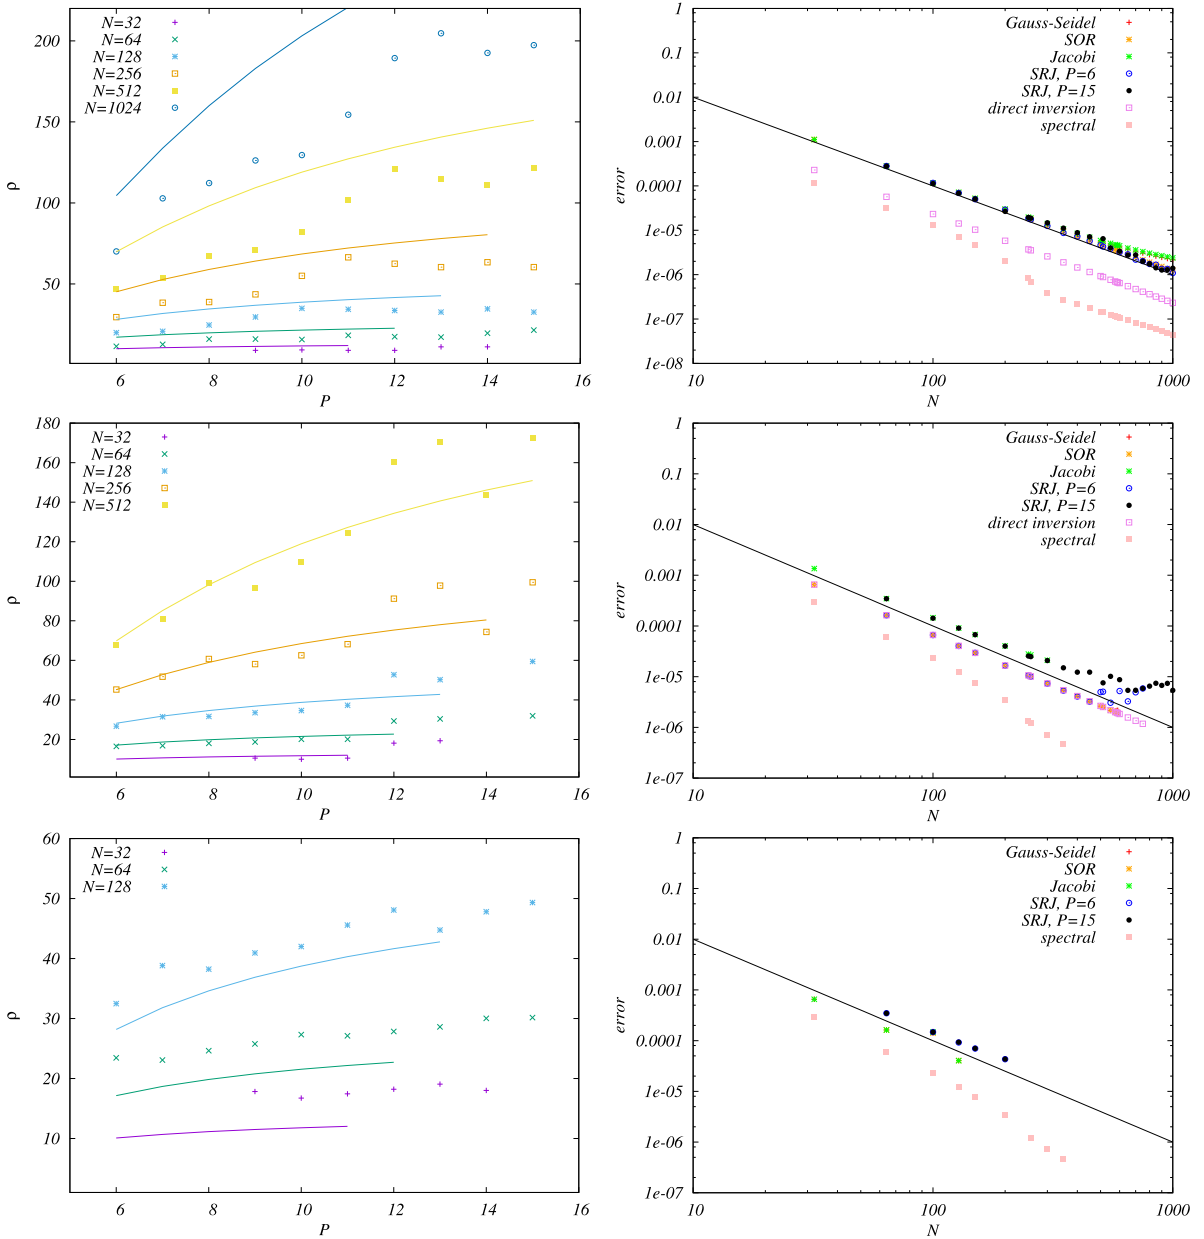 N=32
N=64
N=128
N=256
N=512
N=1024
200
150
100
50
ρ
6 8 10 12 14 16
P
Gauss-Seidel
SOR
Jacobi
SRJ, P=6
SRJ, P=15
direct inversion
spectral
1
0.1
0.01
0.001
0.0001
1e-05
1e-06
1e-07
1e-08
error
10 100 1000
N
N=32
N=64
N=128
N=256
N=512
180
160
140
120
100
80
60
40
20
ρ
6 8 10 12 14 16
P
Gauss-Seidel
SOR
Jacobi
SRJ, P=6
SRJ, P=15
direct inversion
spectral
1
0.1
0.01
0.001
0.0001
1e-05
1e-06
1e-07
error
10 100 1000
N
N=32
N=64
N=128
60
50
40
30
20
10
ρ
6 8 10 12 14 16
P
Gauss-Seidel
SOR
Jacobi
SRJ, P=6
SRJ, P=15
spectral
1
0.1
0.01
0.001
0.0001
1e-05
1e-06
1e-07
error
10 100 1000
N